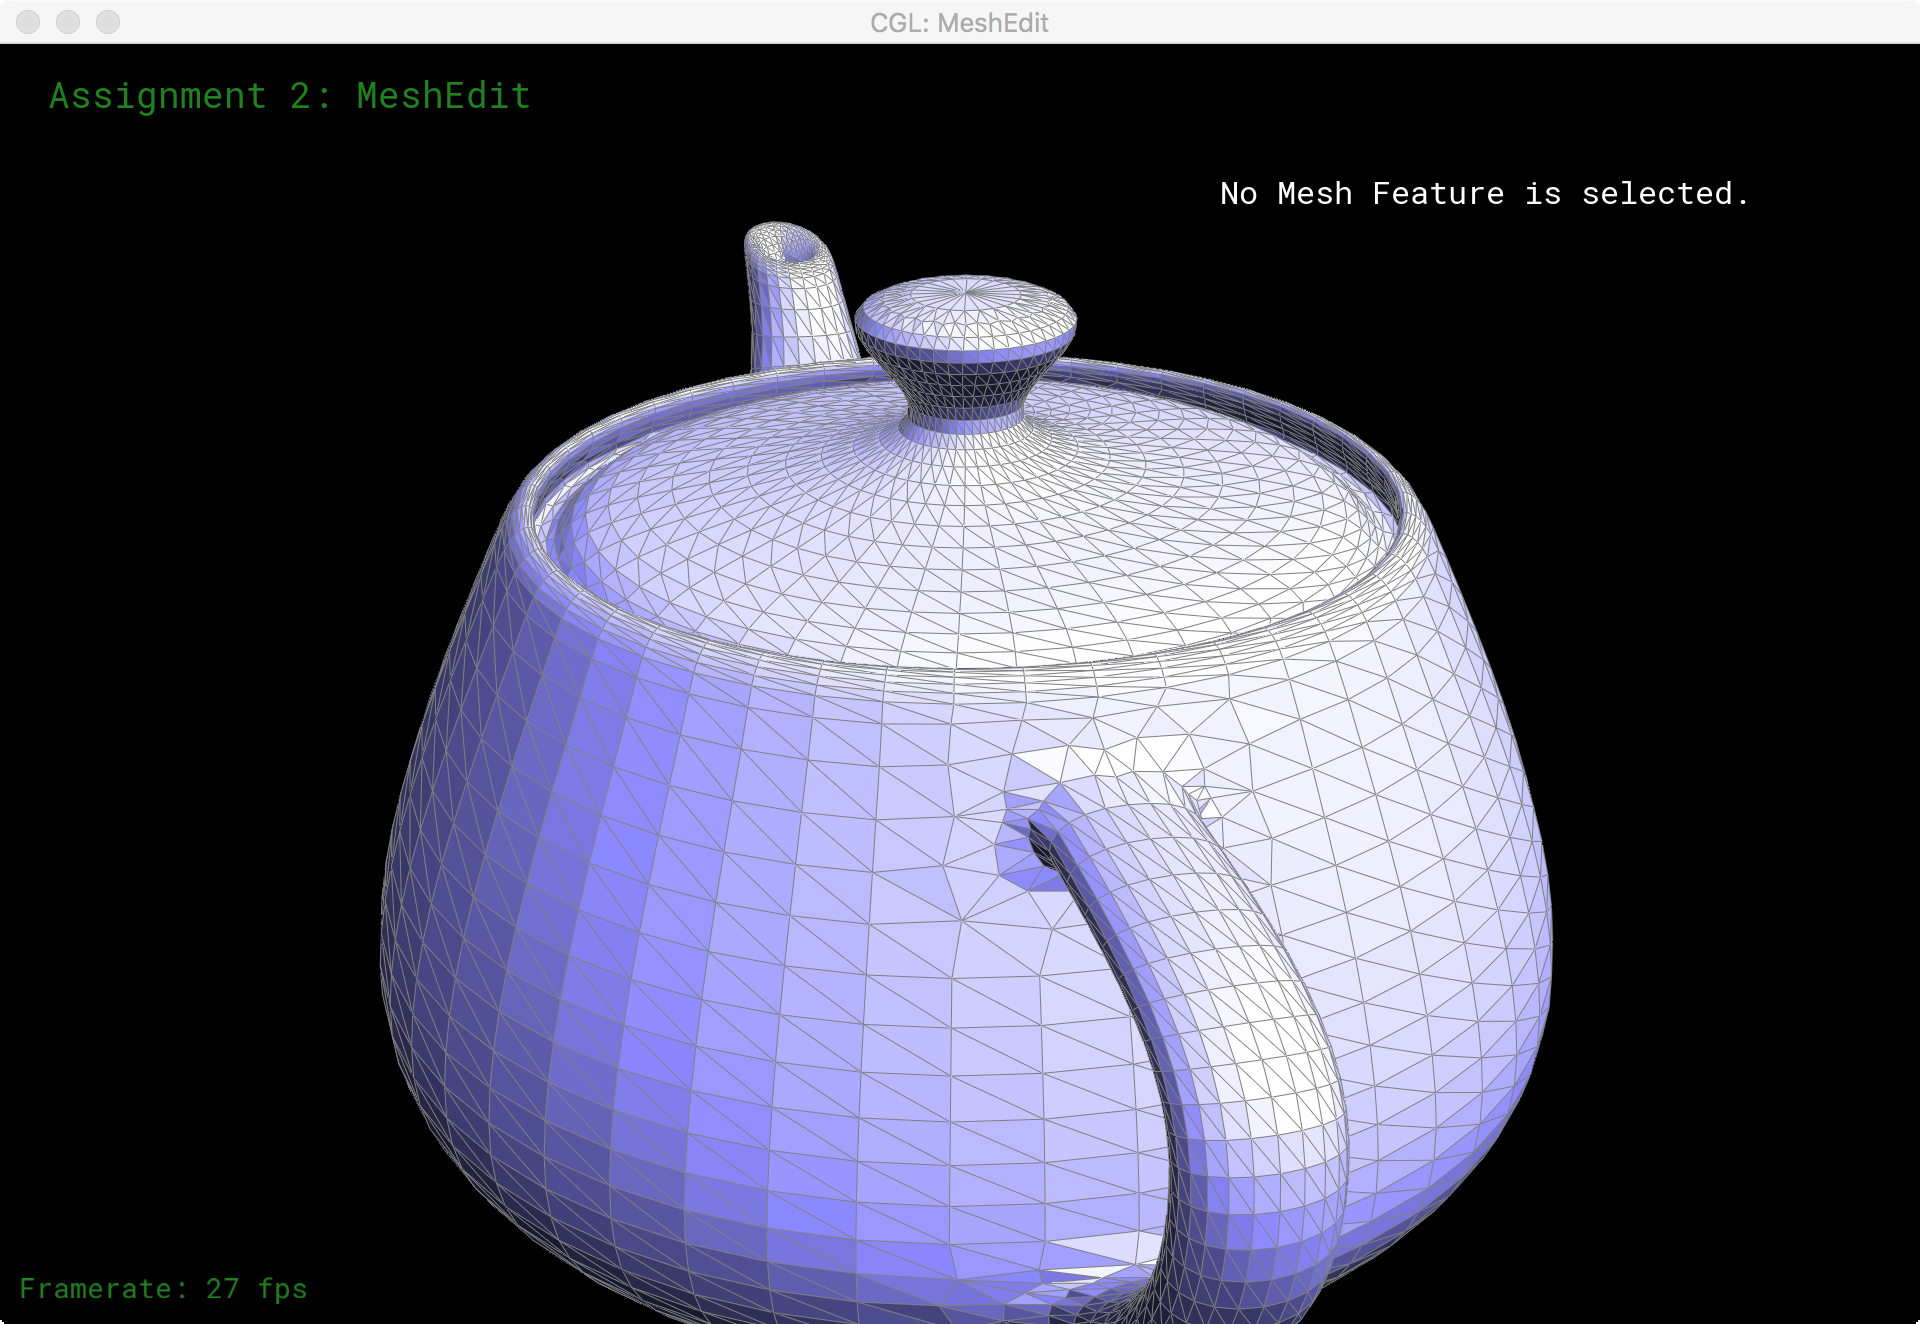 CGL: MeshEdit
Assignment 2: MeshEdit
No Mesh Feature is selected.
Framerate: 27 fps